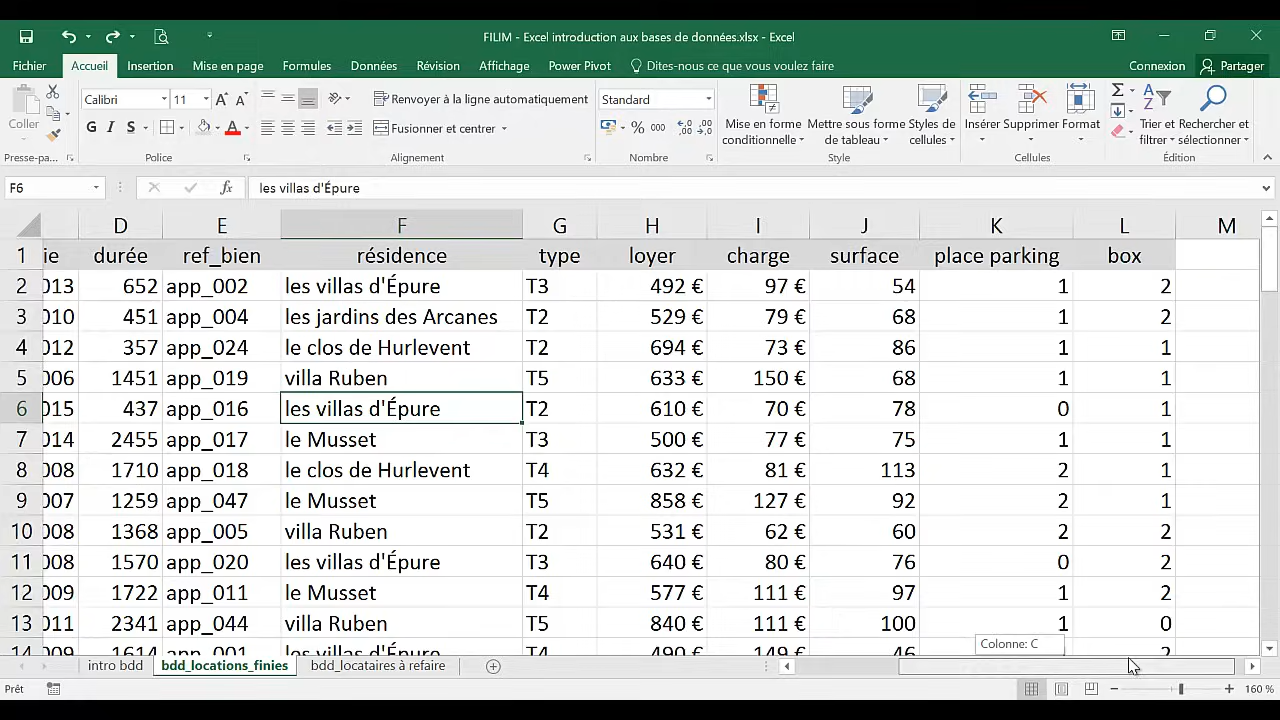 FILIM - Excel introduction aux bases de données.xlsx - Excel
Fichier Accueil Insertion Mise en page Formules Données Révision Affichage Power Pivot Dites-nous ce que vous voulez faire Connexion Partager
Calibri 11 Renvoyer à la ligne automatiquement Standard
Coller G I S Fusionner et centrer % 000 Mise en forme conditionnelle Mettre sous forme de tableau Styles de cellules Insérer Supprimer Format Trier et filtrer Rechercher et sélectionner
Presse-pa... Police Alignement Nombre Style Cellules Édition
F6 fx les villas d'Épure
D E F G H I J K L M
1 ie durée ref_bien résidence type loyer charge surface place parking box
2 013 652 app_002 les villas d'Épure T3 492 € 97 € 54 1 2
3 010 451 app_004 les jardins des Arcanes T2 529 € 79 € 68 1 2
4 012 357 app_024 le clos de Hurlevent T2 694 € 73 € 86 1 1
5 006 1451 app_019 villa Ruben T5 633 € 150 € 68 1 1
6 015 437 app_016 les villas d'Épure T2 610 € 70 € 78 0 1
7 014 2455 app_017 le Musset T3 500 € 77 € 75 1 1
8 008 1710 app_018 le clos de Hurlevent T4 632 € 81 € 113 2 1
9 007 1259 app_047 le Musset T5 858 € 127 € 92 2 1
10 008 1368 app_005 villa Ruben T2 531 € 62 € 60 2 2
11 008 1570 app_020 les villas d'Épure T3 640 € 80 € 76 0 2
12 009 1722 app_011 le Musset T4 577 € 111 € 97 1 2
13 011 2341 app_044 villa Ruben T5 840 € 111 € 100 1 0
14 009 1614 app_001 les villas d'Épure T4 490 € 149 € 46 2
Colonne: C
intro bdd bdd_locations_finies bdd_locataires à refaire
Prêt 160 %